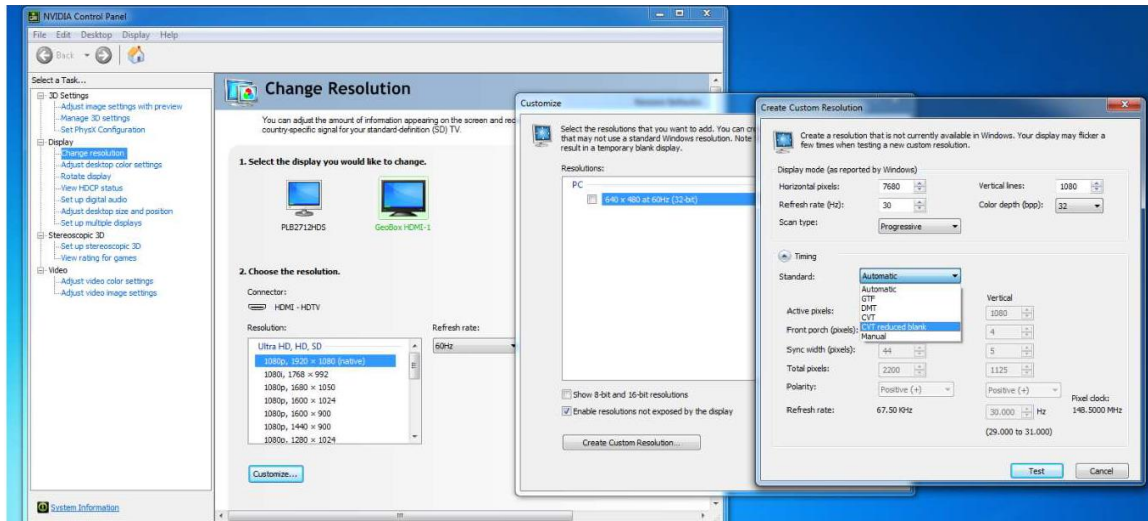 NVIDIA Control Panel
File Edit Desktop Display Help
Back
Select a Task...
3D Settings
Adjust image settings with preview
Manage 3D settings
Set PhysX Configuration
Display
Change resolution
Adjust desktop color settings
Rotate display
View HDCP status
Set up digital audio
Adjust desktop size and position
Set up multiple displays
Stereoscopic 3D
Set up stereoscopic 3D
View rating for games
Video
Adjust video color settings
Adjust video image settings
System Information
Change Resolution
You can adjust the amount of information appearing on the screen and red
country-specific signal for your standard-definition (SD) TV.
1. Select the display you would like to change.
PLB2712HDS
GeoBox HDMI-1
2. Choose the resolution.
Connector:
HDMI - HDTV
Resolution:
Refresh rate:
Ultra HD, HD, SD
60Hz
1080p, 1920 × 1080 (native)
1080i, 1768 × 992
1080p, 1680 × 1050
1080p, 1600 × 1024
1080p, 1600 × 900
1080p, 1440 × 900
1080p, 1280 × 1024
Customize...
Customize
Select the resolutions that you want to add. You can cr
that may not use a standard Windows resolution. Note
result in a temporary blank display.
Resolutions:
PC
640 x 480 at 60Hz (32-bit)
Show 8-bit and 16-bit resolutions
Enable resolutions not exposed by the display
Create Custom Resolution...
Create Custom Resolution
Create a resolution that is not currently available in Windows. Your display may flicker a
few times when testing a new custom resolution.
Display mode (as reported by Windows)
Horizontal pixels: 7680 Vertical lines: 1080
Refresh rate (Hz): 30 Color depth (bpp): 32
Scan type: Progressive
Timing
Standard: Automatic
Automatic
GTF
DMT
CVT
CVT reduced blank
Manual
Vertical
Active pixels: 1080
Front porch (pixels): 4
Sync width (pixels): 44 5
Total pixels: 2200 1125
Polarity: Positive (+) Positive (+)
Pixel clock:
Refresh rate: 67.50 KHz 30.000 Hz 148.5000 MHz
(29.000 to 31.000)
Test Cancel